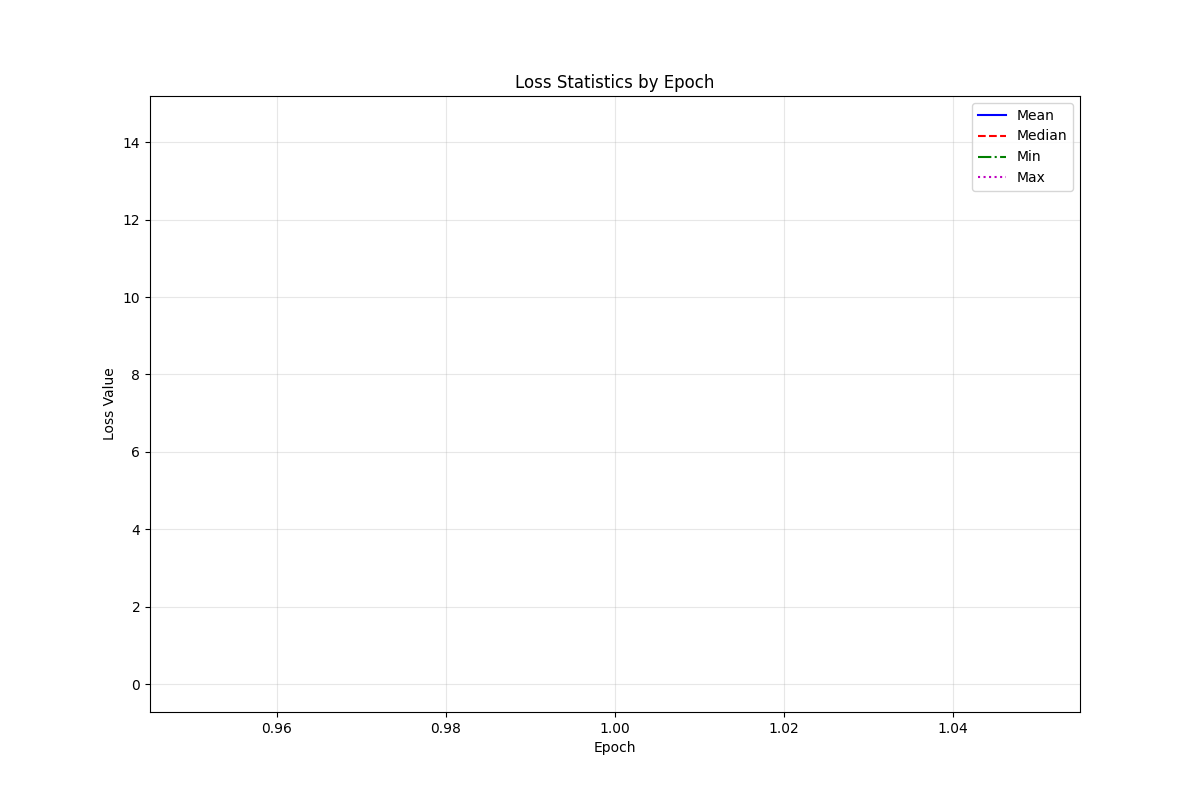 Loss Statistics by Epoch
Mean
Median
Min
Max
14
12
10
8
6
4
2
0
Loss Value
0.96 0.98 1.00 1.02 1.04
Epoch